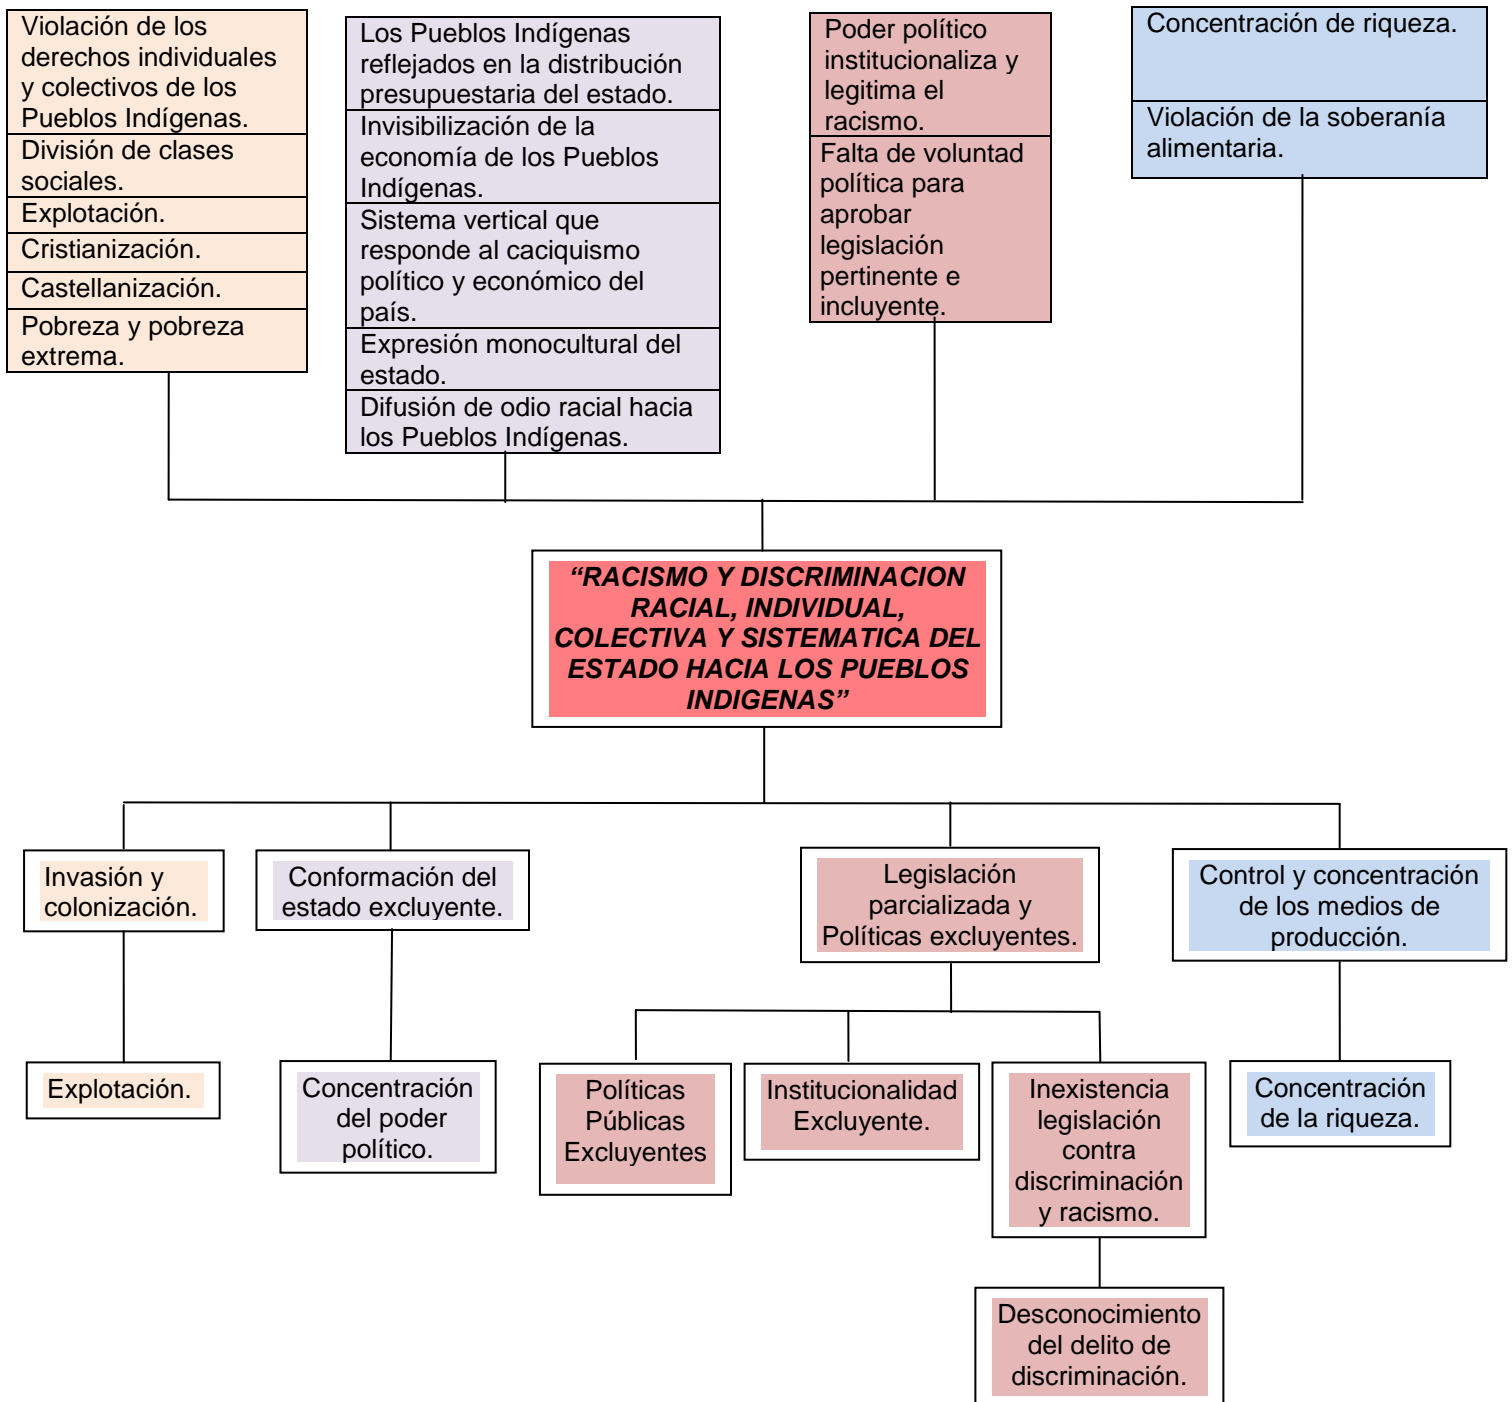 Violación de los
derechos individuales
y colectivos de los
Pueblos Indígenas.
División de clases
sociales.
Explotación.
Cristianización.
Castellanización.
Pobreza y pobreza
extrema.
Los Pueblos Indígenas
reflejados en la distribución
presupuestaria del estado.
Invisibilización de la
economía de los Pueblos
Indígenas.
Sistema vertical que
responde al caciquismo
político y económico del
país.
Expresión monocultural del
estado.
Difusión de odio racial hacia
los Pueblos Indígenas.
Poder político
institucionaliza y
legitima el
racismo.
Falta de voluntad
política para
aprobar
legislación
pertinente e
incluyente.
Concentración de riqueza.
Violación de la soberanía
alimentaria.
“RACISMO Y DISCRIMINACION
RACIAL, INDIVIDUAL,
COLECTIVA Y SISTEMATICA DEL
ESTADO HACIA LOS PUEBLOS
INDIGENAS”
Invasión y
colonización.
Conformación del
estado excluyente.
Legislación
parcializada y
Políticas excluyentes.
Control y concentración
de los medios de
producción.
Explotación.
Concentración
del poder
político.
Políticas
Públicas
Excluyentes
Institucionalidad
Excluyente.
Inexistencia
legislación
contra
discriminación
y racismo.
Concentración
de la riqueza.
Desconocimiento
del delito de
discriminación.